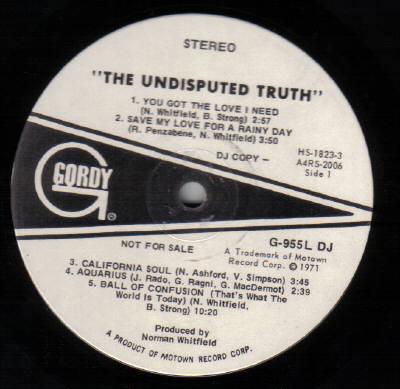 STEREO
"THE UNDISPUTED TRUTH"
1. YOU GOT THE LOVE I NEED
(N. Whitfield, B. Strong) 2:57
2. SAVE MY LOVE FOR A RAINY DAY
(R. Penzabene, N. Whitfield) 3:50
DJ COPY –
HS-1823-3
A4RS-2006
Side 1
GORDY
G
®
NOT FOR SALE
G-955L DJ
A Trademark of Motown
Record Corp. © 1971
3. CALIFORNIA SOUL (N. Ashford, V. Simpson) 3:45
4. AQUARIUS (J. Rado, G. Ragni, G. MacDermot) 2:39
5. BALL OF CONFUSION (That's What The
World Is Today) (N. Whitfield,
B. Strong) 10:20
Produced by
Norman Whitfield
A PRODUCT OF MOTOWN RECORD CORP.